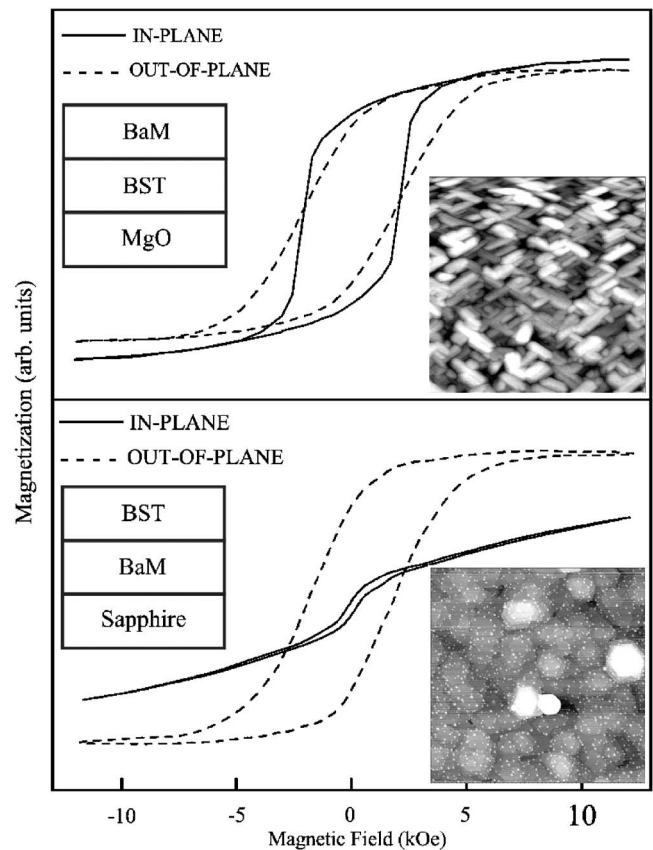 IN-PLANE
OUT-OF-PLANE
BaM
BST
MgO
Magnetization (arb. units)
IN-PLANE
OUT-OF-PLANE
BST
BaM
Sapphire
-10 -5 0 5 10
Magnetic Field (kOe)